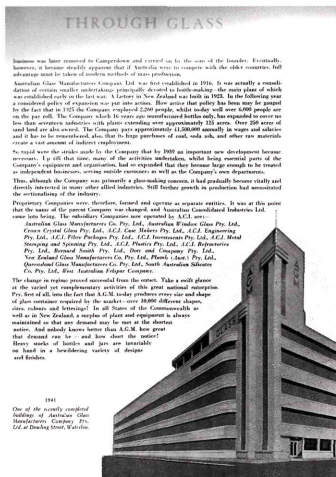 THROUGH GLASS
business was later removed to Camperdown and carried on by the sons of the founder. Eventually,
however, it became steadily apparent that if Australia were to compete with the older countries, full
advantage must be taken of modern methods of mass production.
Australian Glass Manufacturers Company Ltd. was first established in 1916. It was actually a consoli-
dation of certain smaller undertakings principally devoted to bottle-making—the main plant of which
was established early in the last war. A factory in New Zealand was built in 1923. In the following year
a considered policy of expansion was put into action. How active that policy has been may be gauged
by the fact that in 1925 the Company employed 2,260 people, whilst to-day well over 6,000 people are
on the pay roll. The Company which 16 years ago manufactured bottles only, has expanded to cover no
less than seventeen industries with plants extending over approximately 135 acres. Over 250 acres of
sand land are also owned. The Company pays approximately £1,500,000 annually in wages and salaries
and it has to be remembered, also, that its huge purchases of coal, soda ash, and other raw materials
create a vast amount of indirect employment.
So rapid were the strides made by the Company that by 1939 an important new development became
necessary. Up till that time, many of the activities undertaken, whilst being essential parts of the
Company's equipment and organisation, had so expanded that they became large enough to be treated
as independent businesses, serving outside customers as well as the Company's own departments.
Thus, although the Company was primarily a glass-making concern, it had gradually become vitally and
directly interested in many other allied industries. Still further growth in production had necessitated
the sectionalising of the industry.
Proprietary Companies were, therefore, formed and operate as separate entities. It was at this point
that the name of the parent Company was changed, and Australian Consolidated Industries Ltd.
came into being. The subsidiary Companies now operated by A.C.I. are:—
Australian Glass Manufacturers Co. Pty. Ltd., Australian Window Glass Pty. Ltd.,
Crown Crystal Glass Pty. Ltd., A.C.I. Case Makers Pty. Ltd., A.C.I. Engineering
Pty. Ltd., A.C.I. Fibre Packages Pty. Ltd., A.C.I. Investments Pty. Ltd., A.C.I. Metal
Stamping and Spinning Pty. Ltd., A.C.I. Plastics Pty. Ltd., A.C.I. Refractories
Pty. Ltd., Bernard Smith Pty. Ltd., Dott and Company Pty. Ltd.,
New Zealand Glass Manufacturers Co. Pty. Ltd., Plumb (Aust.) Pty. Ltd.,
Queensland Glass Manufacturers Co. Pty. Ltd., South Australian Silicates
Co. Pty. Ltd., West Australian Felspar Company.
The change in regime proved successful from the outset. Take a swift glance
at the varied yet complementary activities of this great national enterprise.
Pry, first of all, into the fact that A.G.M. to-day produces every size and shape
of glass container required by the market—over 10,000 different shapes,
sizes, colours and letterings! In all States of the Commonwealth as
well as in New Zealand, a surplus of plant and equipment is always
maintained so that any demand may be met at the shortest
notice. And nobody knows better than A.G.M. how great
that demand can be — and how short the notice!
Heavy stocks of bottles and jars are invariably
on hand in a bewildering variety of designs
and finishes.
1941
One of the recently completed
buildings of Australian Glass
Manufacturers Company Pty.
Ltd. at Dowling Street, Waterloo.